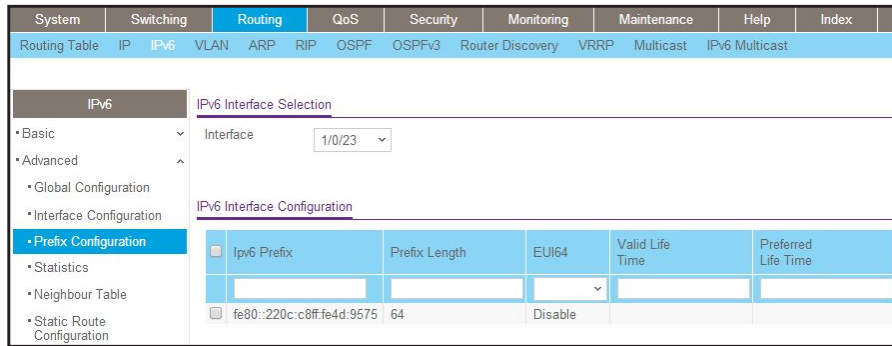 System Switching Routing QoS Security Monitoring Maintenance Help Index
Routing Table IP IPv6 VLAN ARP RIP OSPF OSPFv3 Router Discovery VRRP Multicast IPv6 Multicast
IPv6
Basic
Advanced
Global Configuration
Interface Configuration
Prefix Configuration
Statistics
Neighbour Table
Static Route
Configuration
IPv6 Interface Selection
Interface 1/0/23
IPv6 Interface Configuration
Ipv6 Prefix Prefix Length EUI64 Valid Life Time Preferred Life Time
fe80::220c:c8ff:fe4d:9575 64 Disable